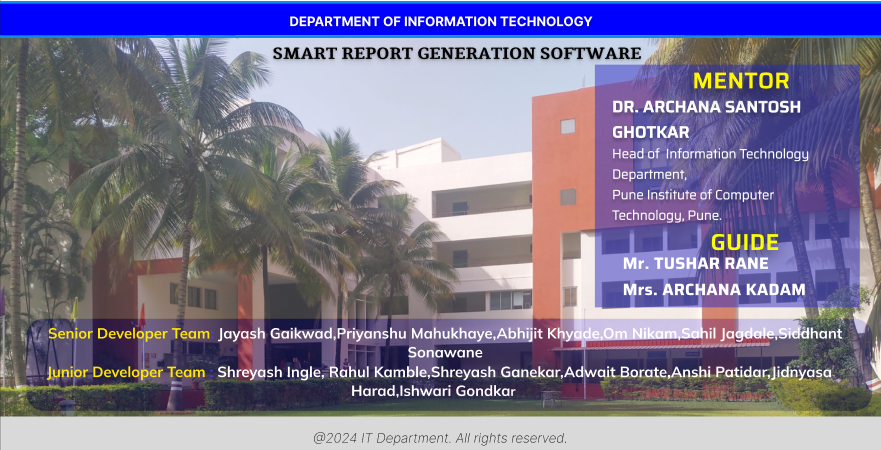 DEPARTMENT OF INFORMATION TECHNOLOGY
SMART REPORT GENERATION SOFTWARE
MENTOR
DR. ARCHANA SANTOSH
GHOTKAR
Head of Information Technology
Department,
Pune Institute of Computer
Technology, Pune.
GUIDE
Mr. TUSHAR RANE
Mrs. ARCHANA KADAM
Senior Developer Team Jayash Gaikwad,Priyanshu Mahukhaye,Abhijit Khyade,Om Nikam,Sahil Jagdale,Siddhant
Sonawane
Junior Developer Team Shreyash Ingle, Rahul Kamble,Shreyash Ganekar,Adwait Borate,Anshi Patidar,Jidnyasa
Harad,Ishwari Gondkar
@2024 IT Department. All rights reserved.